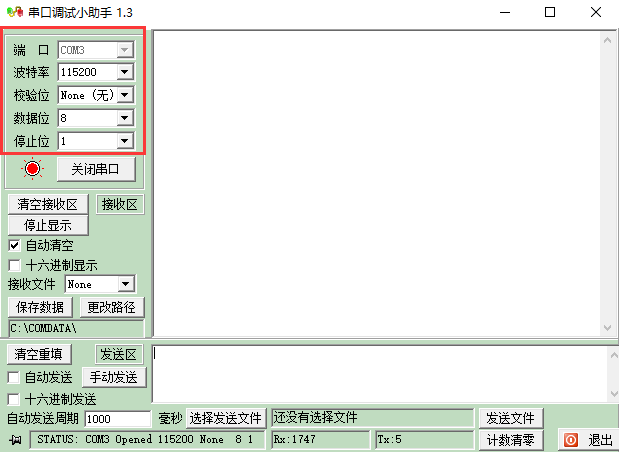 串口调试小助手 1.3
端 口 COM3
波特率 115200
校验位 None (无)
数据位 8
停止位 1
关闭串口
清空接收区 接收区
停止显示
自动清空
十六进制显示
接收文件 None
保存数据 更改路径
C:\COMDATA\
清空重填 发送区
自动发送 手动发送
十六进制发送
自动发送周期 1000 毫秒 选择发送文件 还没有选择文件 发送文件
STATUS: COM3 Opened 115200 None 8 1 Rx:1747 Tx:5 计数清零 退出